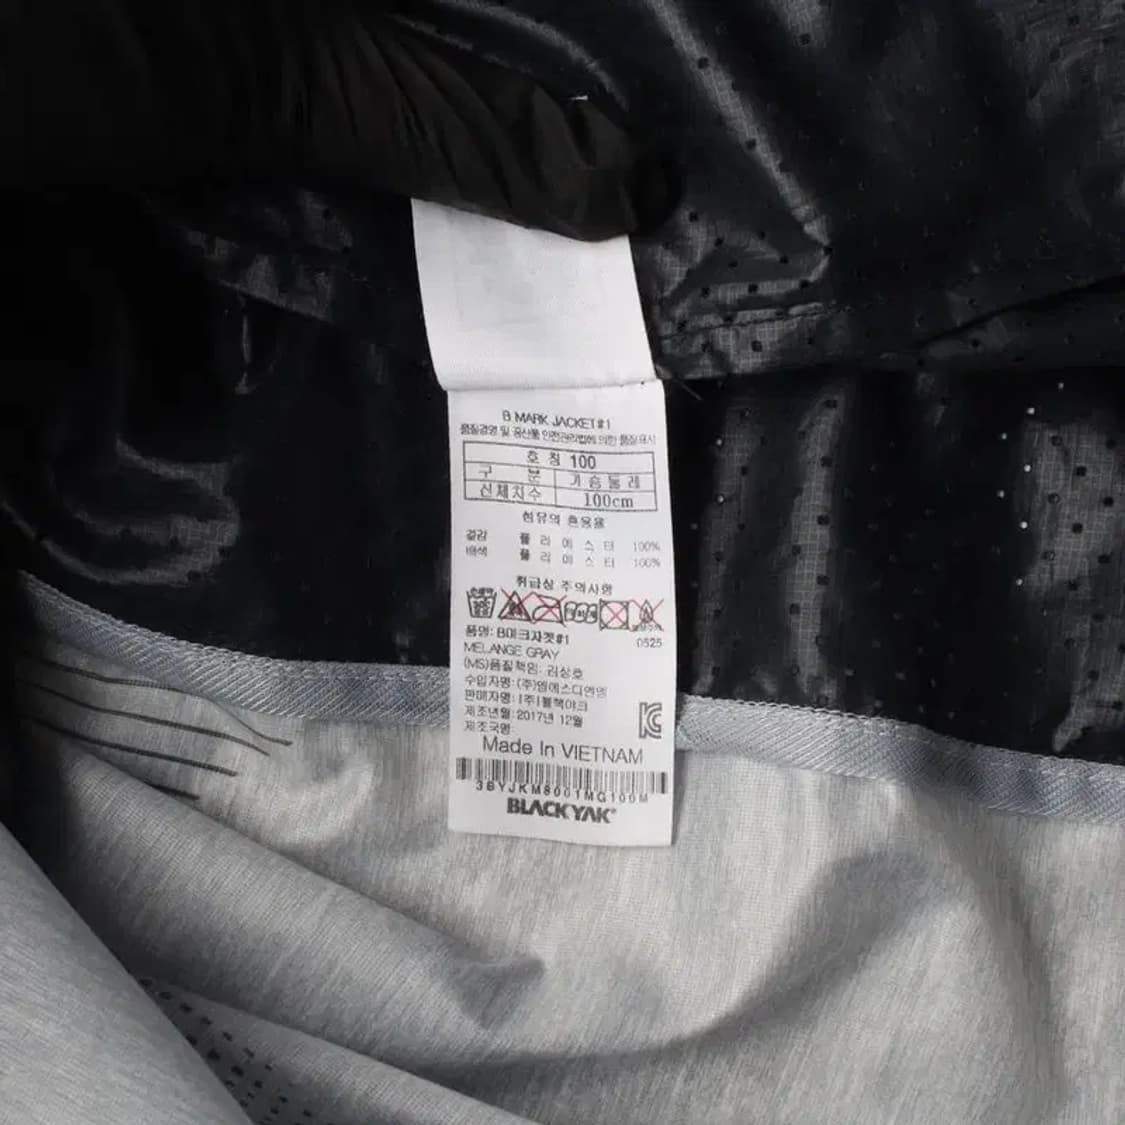 B MARK JACKET#1
품질경영 및 공산품 안전관리법에 의한 품질표시
호 칭 100
구 분 가슴둘레
신체치수 100cm
섬유의 혼용율
겉감 폴리에스터 100%
배색 폴리에스터 100%
취급상 주의사항
품명: B마크자켓#1
0525
MELANGE GRAY
(MS)품질책임: 김상호
수입자명: (주)엠에스디엔엠
판매자명: (주)블랙야크
제조년월: 2017년 12월
제조국명:
Made In VIETNAM
3BYJKM8001MG100M
BLACKYAK